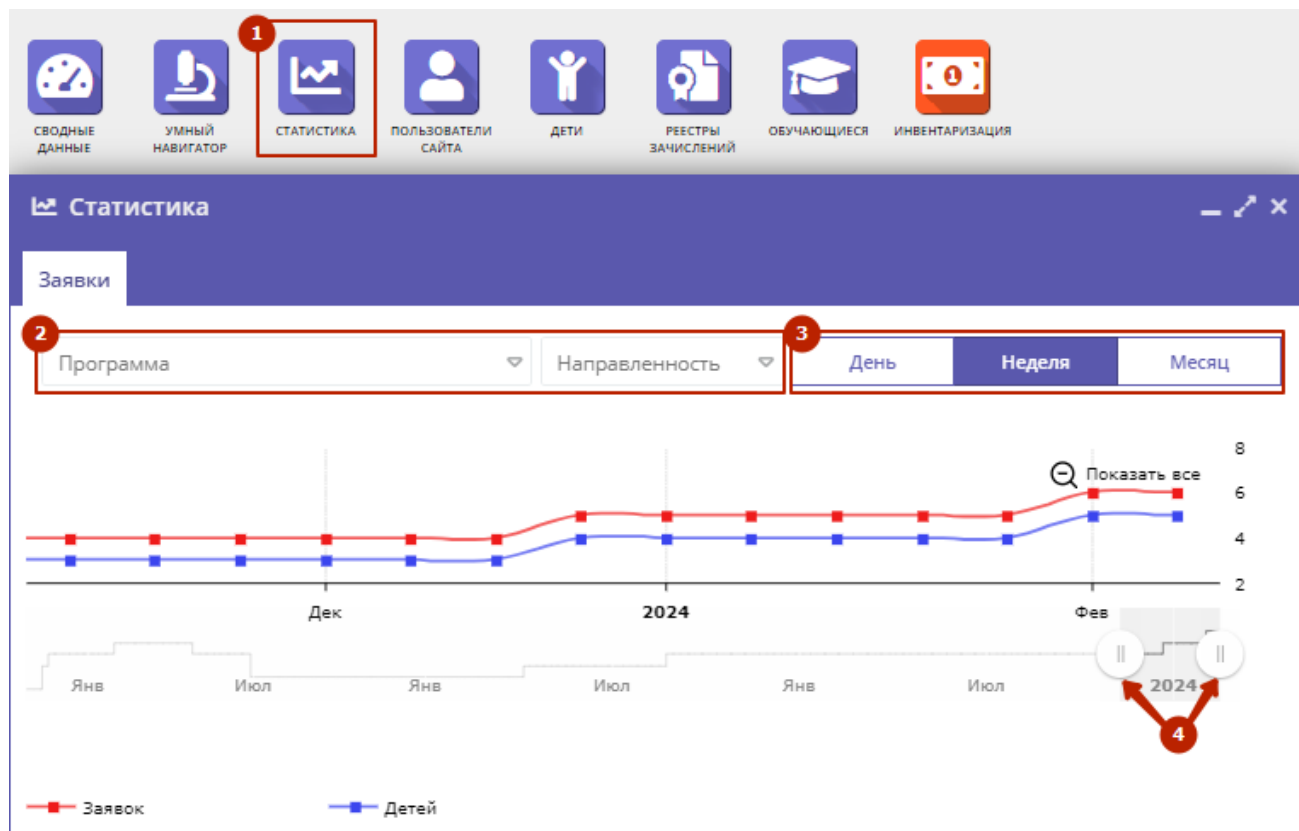 1
СВОДНЫЕ
ДАННЫЕ
УМНЫЙ
НАВИГАТОР
СТАТИСТИКА
ПОЛЬЗОВАТЕЛИ
САЙТА
ДЕТИ
РЕЕСТРЫ
ЗАЧИСЛЕНИЙ
ОБУЧАЮЩИЕСЯ
1
ИНВЕНТАРИЗАЦИЯ
Статистика
Заявки
2
Программа
Направленность
3
День
Неделя
Месяц
8
Показать все
6
4
2
Дек
2024
Фев
Янв
Июл
Янв
Июл
Янв
Июл
2024
4
Заявок
Детей